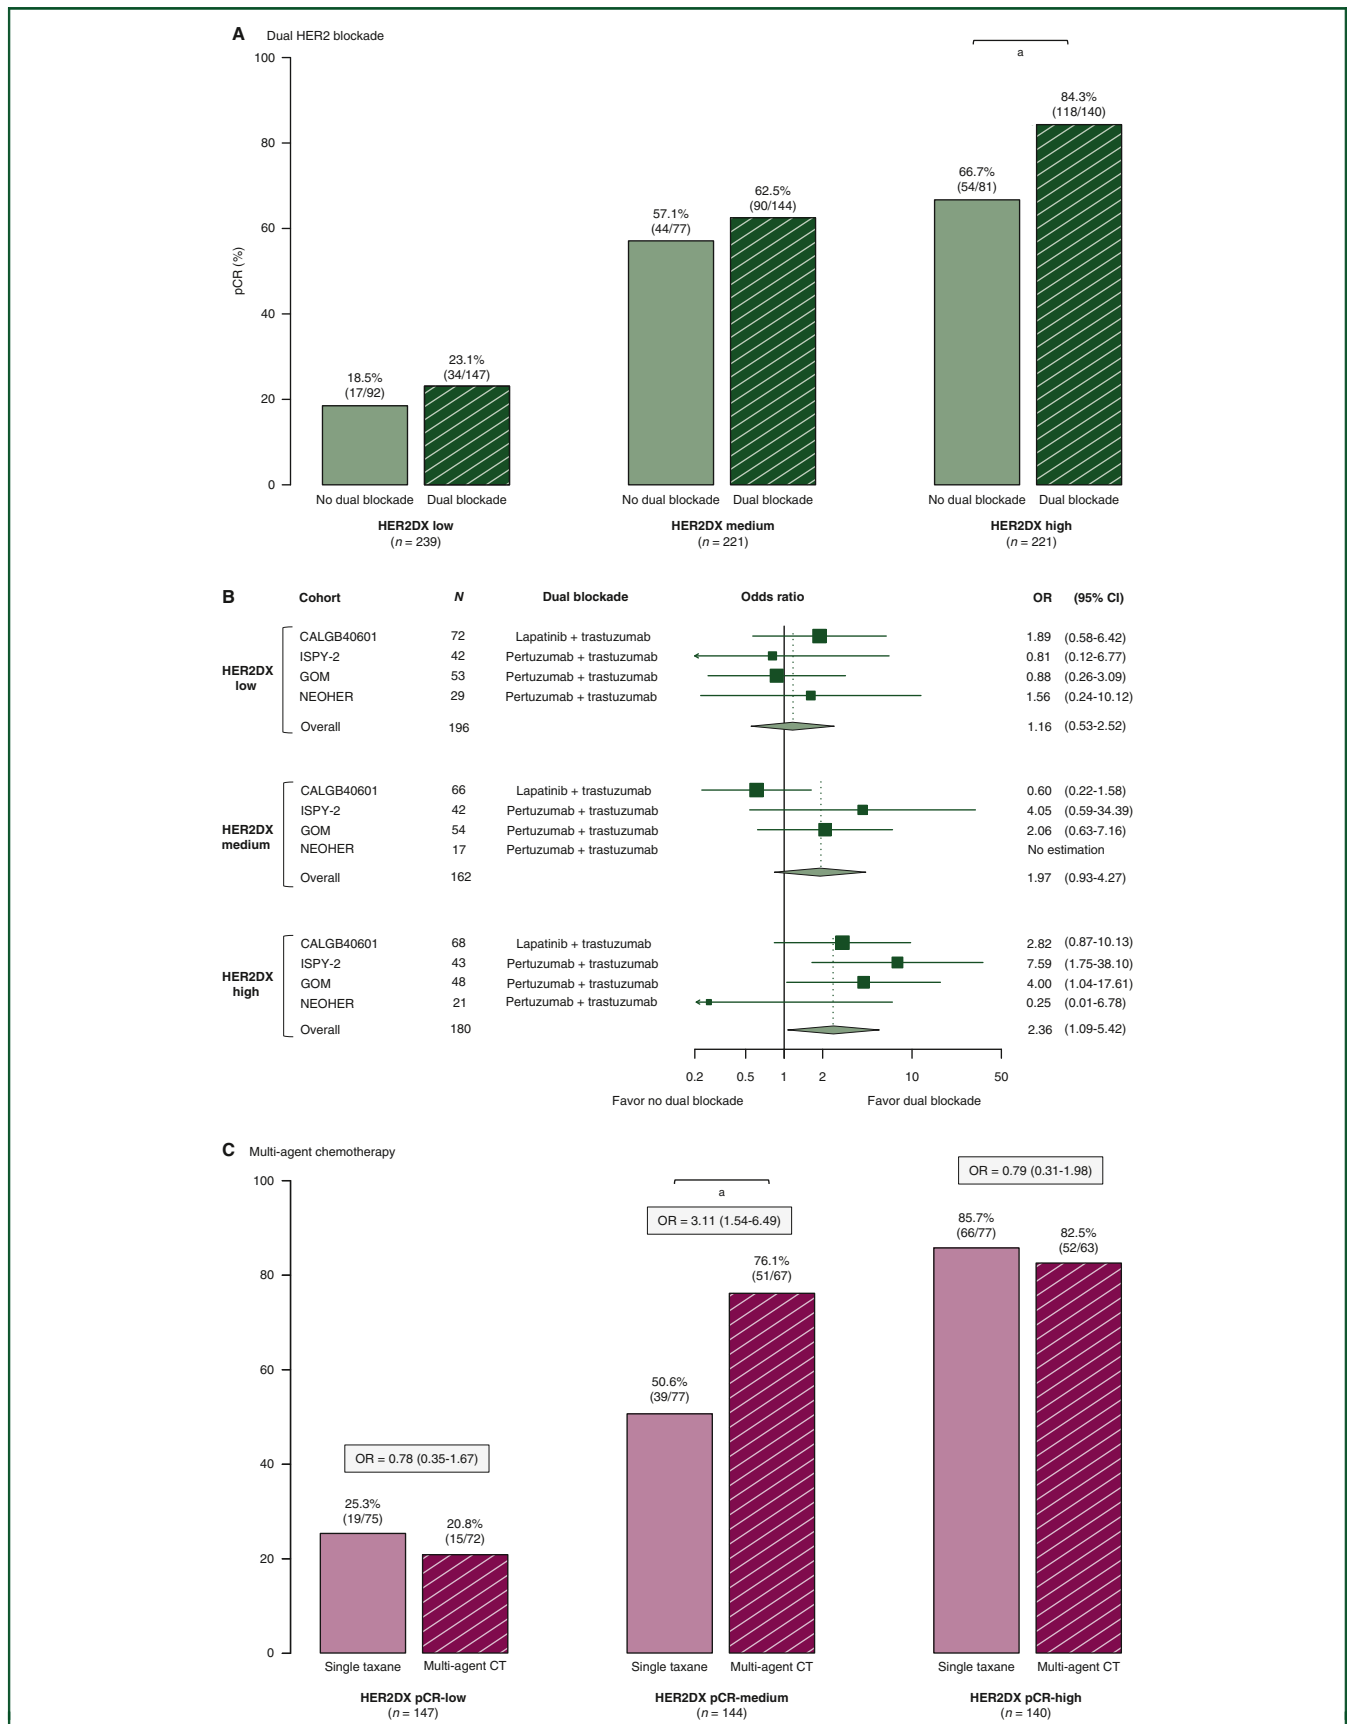 A Dual HER2 blockade
a
100
80
60
40
20
0
pCR (%)
18.5%
(17/92)
23.1%
(34/147)
57.1%
(44/77)
62.5%
(90/144)
66.7%
(54/81)
84.3%
(118/140)
No dual blockade Dual blockade No dual blockade Dual blockade No dual blockade Dual blockade
HER2DX low HER2DX medium HER2DX high
(n = 239) (n = 221) (n = 221)
B Cohort N Dual blockade Odds ratio OR (95% CI)
HER2DX
low
CALGB40601 72 Lapatinib + trastuzumab 1.89 (0.58-6.42)
ISPY-2 42 Pertuzumab + trastuzumab 0.81 (0.12-6.77)
GOM 53 Pertuzumab + trastuzumab 0.88 (0.26-3.09)
NEOHER 29 Pertuzumab + trastuzumab 1.56 (0.24-10.12)
Overall 196 1.16 (0.53-2.52)
HER2DX
medium
CALGB40601 66 Lapatinib + trastuzumab 0.60 (0.22-1.58)
ISPY-2 42 Pertuzumab + trastuzumab 4.05 (0.59-34.39)
GOM 54 Pertuzumab + trastuzumab 2.06 (0.63-7.16)
NEOHER 17 Pertuzumab + trastuzumab No estimation
Overall 162 1.97 (0.93-4.27)
HER2DX
high
CALGB40601 68 Lapatinib + trastuzumab 2.82 (0.87-10.13)
ISPY-2 43 Pertuzumab + trastuzumab 7.59 (1.75-38.10)
GOM 48 Pertuzumab + trastuzumab 4.00 (1.04-17.61)
NEOHER 21 Pertuzumab + trastuzumab 0.25 (0.01-6.78)
Overall 180 2.36 (1.09-5.42)
0.2 0.5 1 2 10 50
Favor no dual blockade Favor dual blockade
C Multi-agent chemotherapy
100
80
60
40
20
0
OR = 0.78 (0.35-1.67)
25.3%
(19/75)
20.8%
(15/72)
a
OR = 3.11 (1.54-6.49)
50.6%
(39/77)
76.1%
(51/67)
OR = 0.79 (0.31-1.98)
85.7%
(66/77)
82.5%
(52/63)
Single taxane Multi-agent CT Single taxane Multi-agent CT Single taxane Multi-agent CT
HER2DX pCR-low HER2DX pCR-medium HER2DX pCR-high
(n = 147) (n = 144) (n = 140)